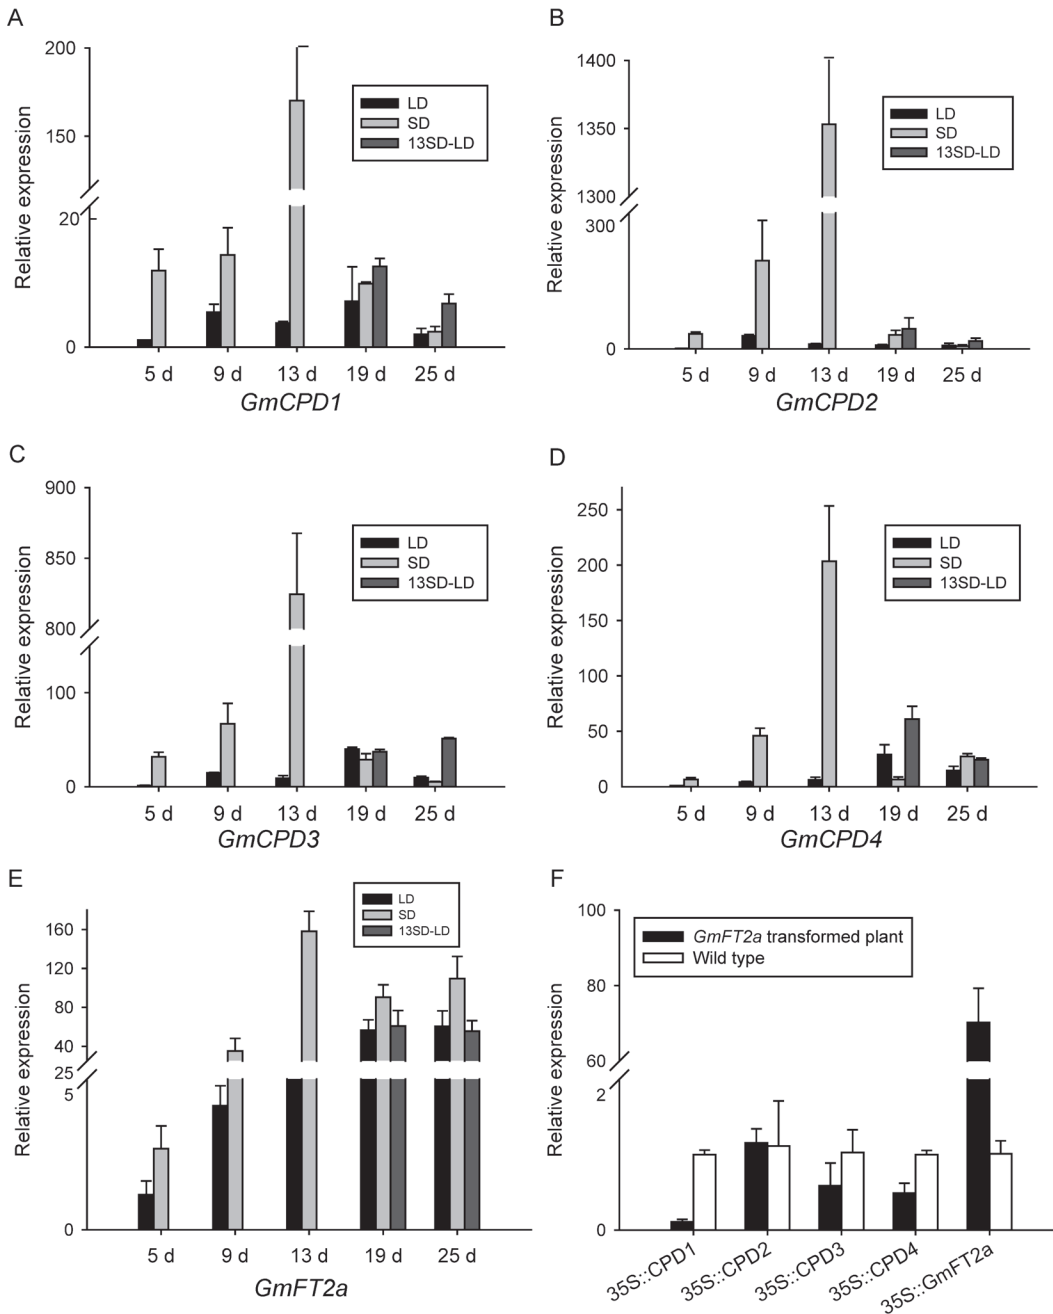 A
Relative expression
200
150
20
0
LD
SD
13SD-LD
5 d 9 d 13 d 19 d 25 d
GmCPD1
B
Relative expression
1400
1350
1300
300
0
LD
SD
13SD-LD
5 d 9 d 13 d 19 d 25 d
GmCPD2
C
Relative expression
900
850
800
100
0
LD
SD
13SD-LD
5 d 9 d 13 d 19 d 25 d
GmCPD3
D
Relative expression
250
200
150
100
50
0
LD
SD
13SD-LD
5 d 9 d 13 d 19 d 25 d
GmCPD4
E
Relative expression
160
120
80
40
25
5
0
LD
SD
13SD-LD
5 d 9 d 13 d 19 d 25 d
GmFT2a
F
Relative expression
100
80
60
2
0
GmFT2a transformed plant
Wild type
35S::CPD1
35S::CPD2
35S::CPD3
35S::CPD4
35S::GmFT2a